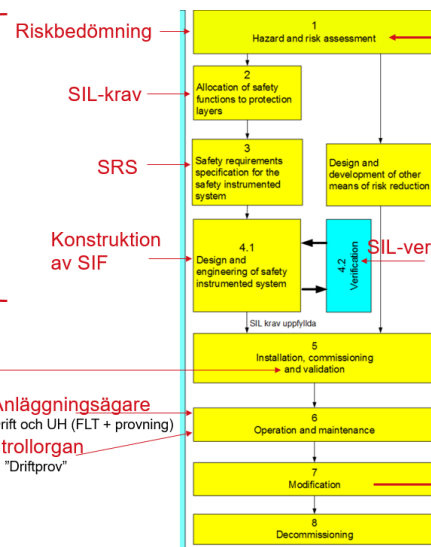 Riskbedömning
1
Hazard and risk assessment
SIL-krav
2
Allocation of safety
functions to protection
layers
SRS
3
Safety requirements
specification for the
safety instrumented
system
Design and
development of other
means of risk reduction
Konstruktion
av SIF
4.1
Design and
engineering of safety
instrumented system
4.2
Verification
SIL-ver
SIL krav uppfyllda
5
Installation, commissioning
and validation
Anläggningsägare
rift och UH (FLT + provning)
trollorgan
"Driftprov"
6
Operation and maintenance
7
Modification
8
Decommissioning